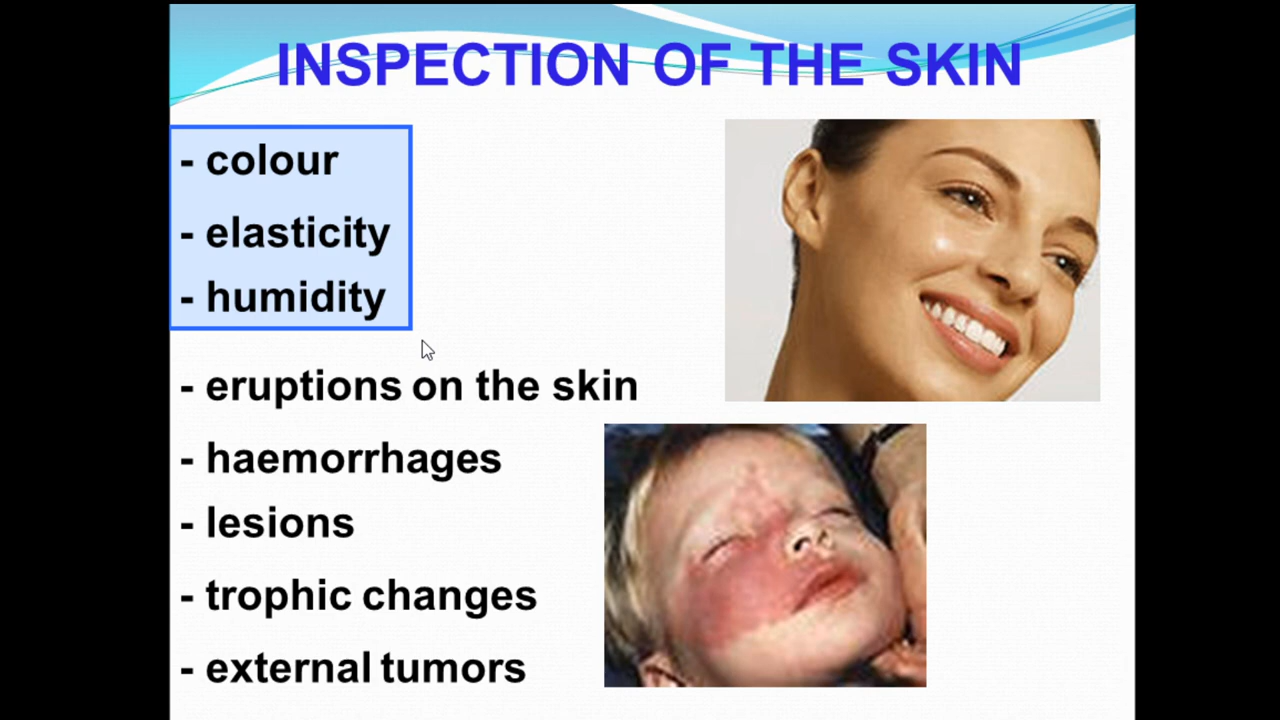 INSPECTION OF THE SKIN
- colour
- elasticity
- humidity
- eruptions on the skin
- haemorrhages
- lesions
- trophic changes
- external tumors